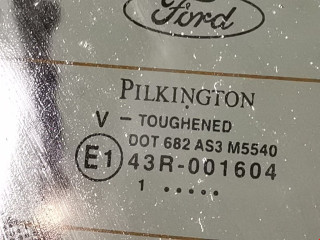 Ford
PILKINGTON
V - TOUGHENED
DOT 682 AS3 M5540
E1 43R-001604
1 •••••